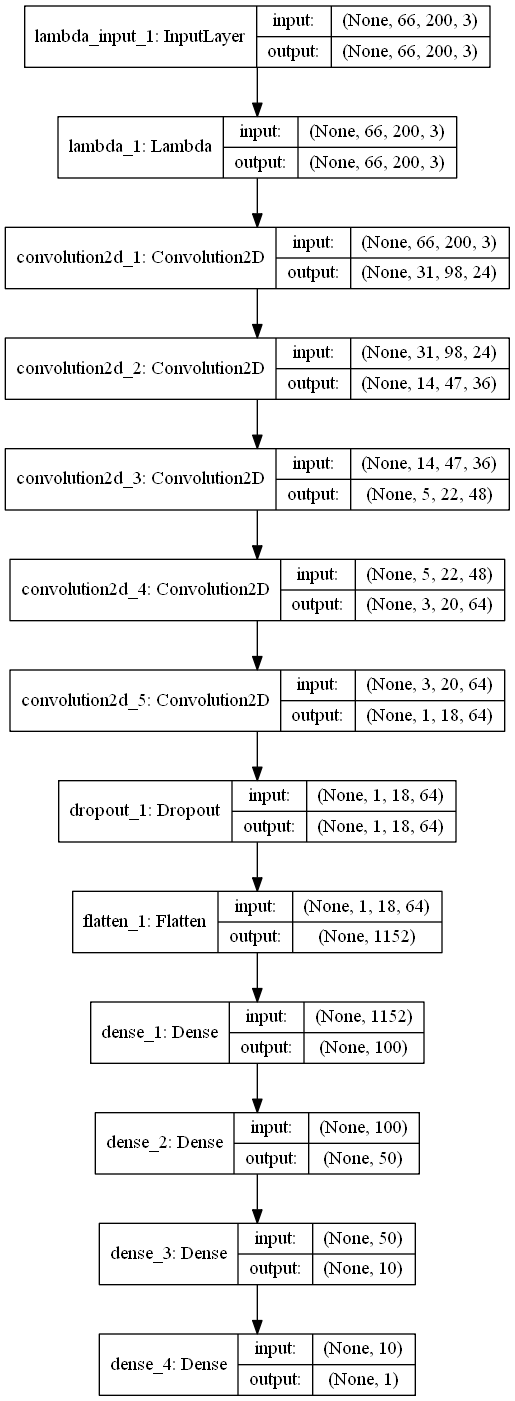 lambda_input_1: InputLayer
input: (None, 66, 200, 3)
output: (None, 66, 200, 3)
lambda_1: Lambda
input: (None, 66, 200, 3)
output: (None, 66, 200, 3)
convolution2d_1: Convolution2D
input: (None, 66, 200, 3)
output: (None, 31, 98, 24)
convolution2d_2: Convolution2D
input: (None, 31, 98, 24)
output: (None, 14, 47, 36)
convolution2d_3: Convolution2D
input: (None, 14, 47, 36)
output: (None, 5, 22, 48)
convolution2d_4: Convolution2D
input: (None, 5, 22, 48)
output: (None, 3, 20, 64)
convolution2d_5: Convolution2D
input: (None, 3, 20, 64)
output: (None, 1, 18, 64)
dropout_1: Dropout
input: (None, 1, 18, 64)
output: (None, 1, 18, 64)
flatten_1: Flatten
input: (None, 1, 18, 64)
output: (None, 1152)
dense_1: Dense
input: (None, 1152)
output: (None, 100)
dense_2: Dense
input: (None, 100)
output: (None, 50)
dense_3: Dense
input: (None, 50)
output: (None, 10)
dense_4: Dense
input: (None, 10)
output: (None, 1)